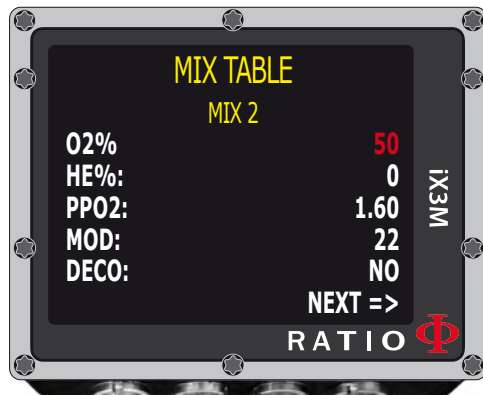 MIX TABLE
MIX 2
O2% 50
HE%: 0
PPO2: 1.60
MOD: 22
DECO: NO
NEXT =>
iX3M
RATIO Φ